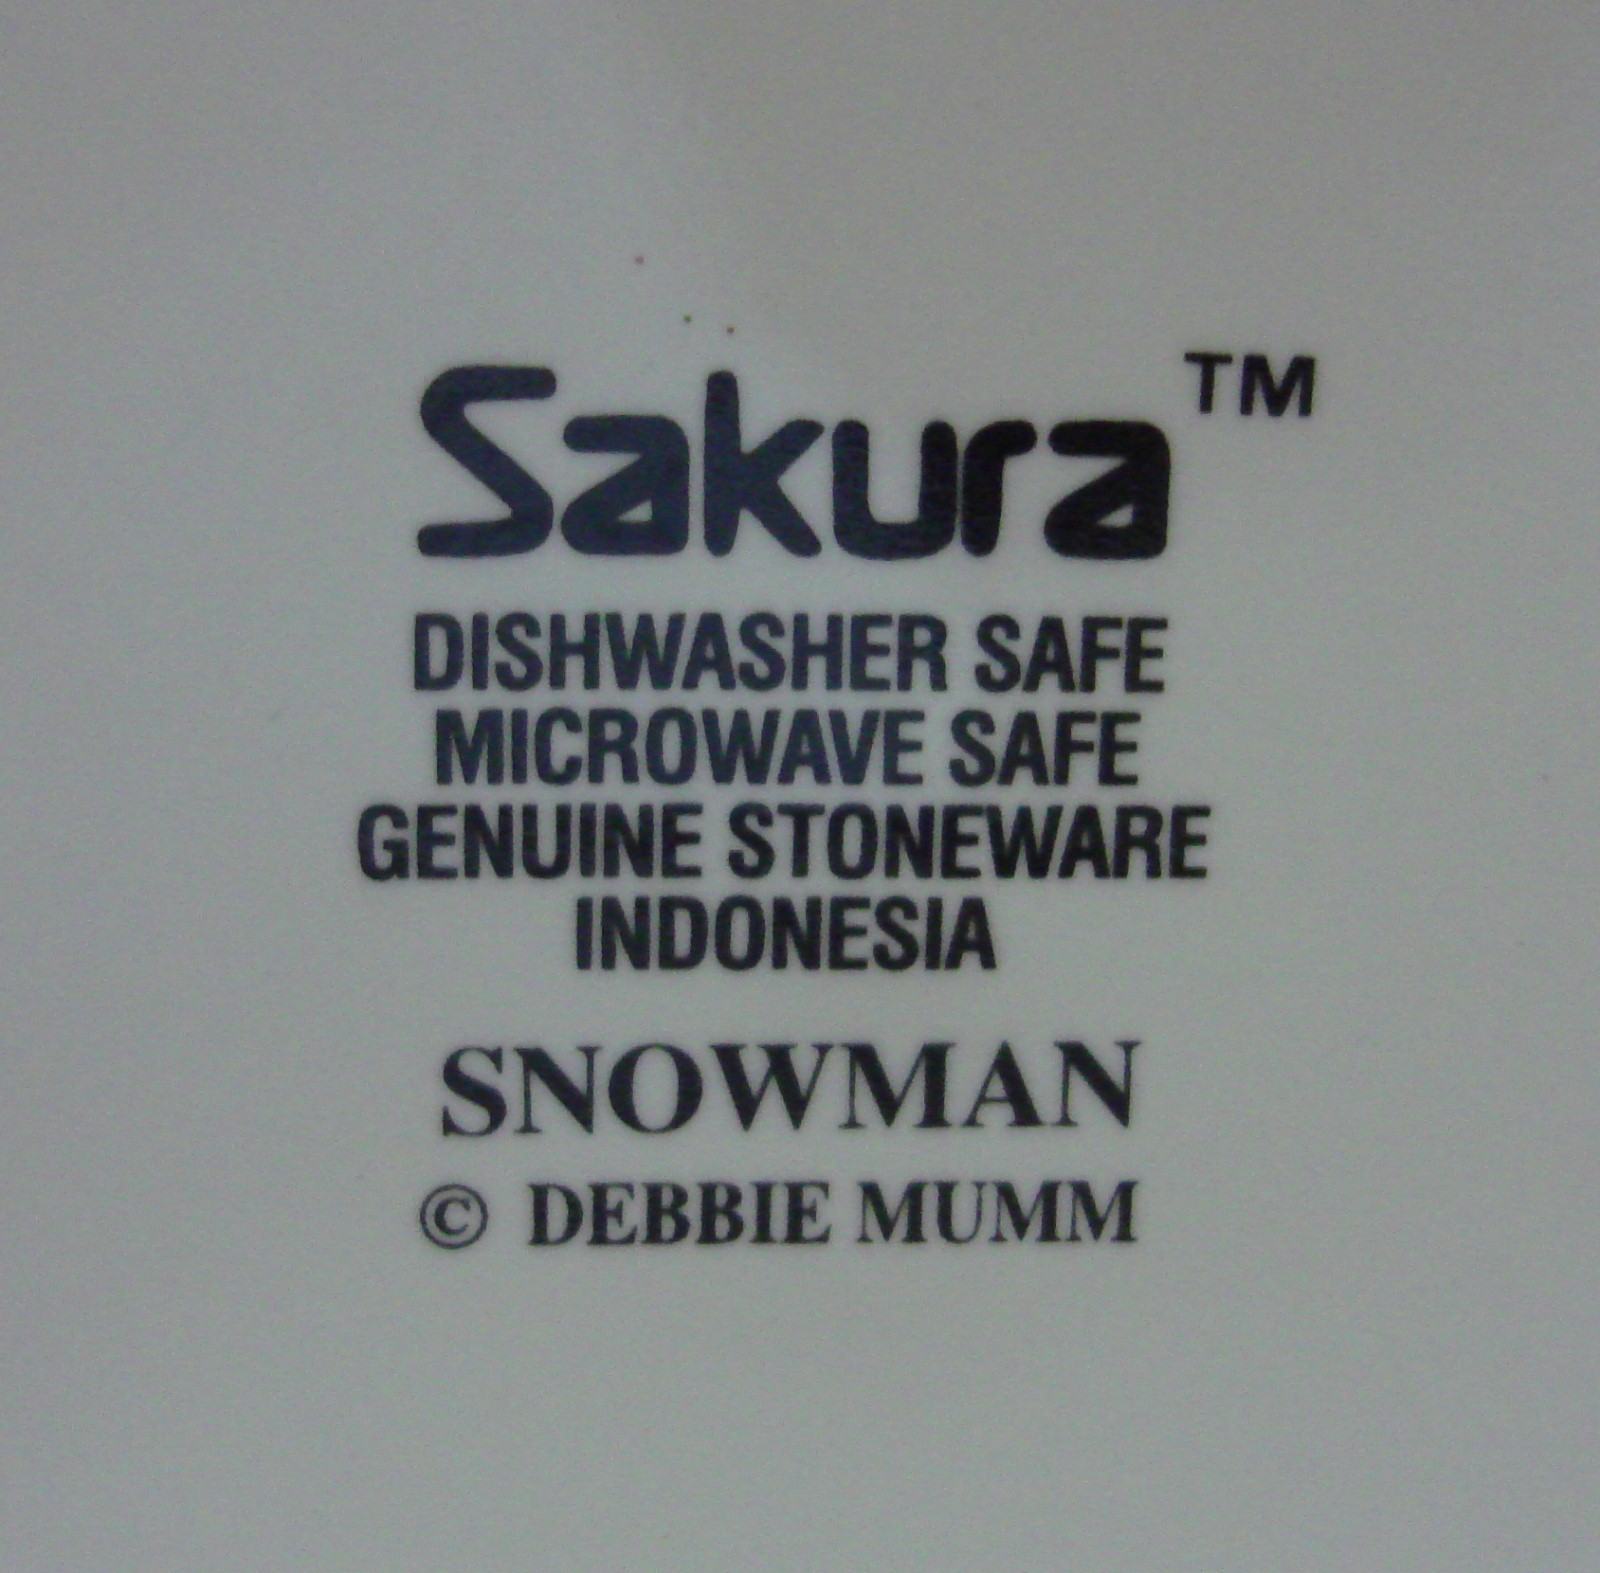 Sakura™
DISHWASHER SAFE
MICROWAVE SAFE
GENUINE STONEWARE
INDONESIA
SNOWMAN
© DEBBIE MUMM